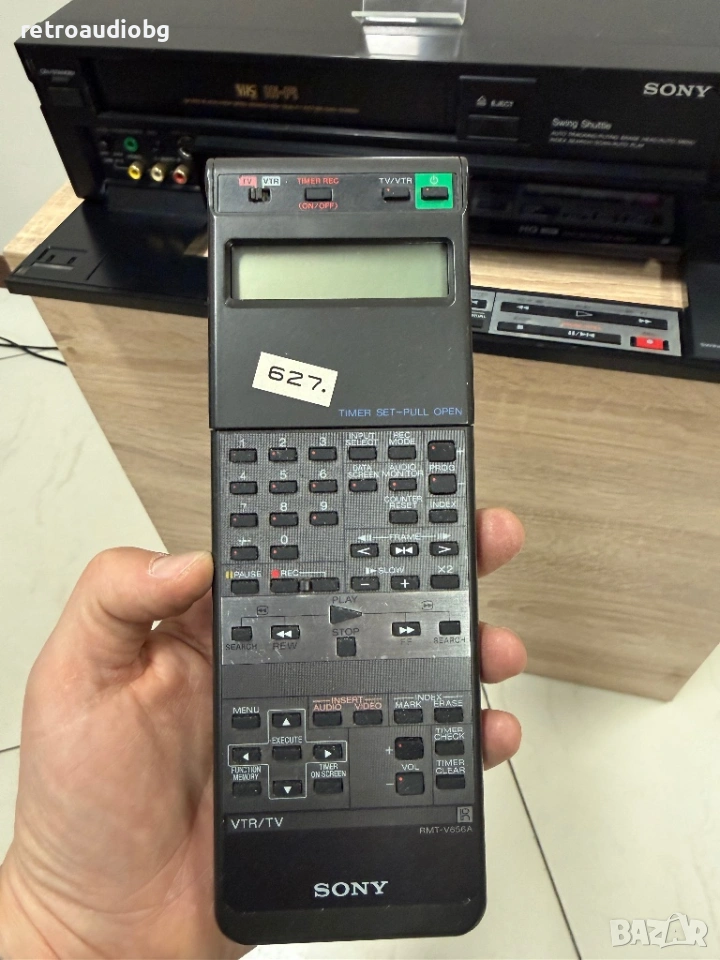 retroaudiobg
ON/STANDBY
VHS
SONY
EJECT
Swing Shuttle
HQ
TV VTR
TIMER REC
(ON/OFF)
TV/VTR
627.
TIMER SET-PULL OPEN
1 2 3
INPUT SELECT
REC MODE
4 5 6
DATA SCREEN
AUDIO MONITOR
PROG
+
−
7 8 9
COUNTER RESET
INDEX
-/--
0
FRAME
< >
PAUSE
REC
SLOW
− +
X2
PLAY
SEARCH
REW
STOP
FF
SEARCH
MENU
INSERT
AUDIO VIDEO
INDEX
MARK ERASE
EXECUTE
TIMER CHECK
FUNCTION MEMORY
TIMER ON SCREEN
+
VOL
−
TIMER CLEAR
VTR/TV
RMT-V656A
SONY
BAZAR